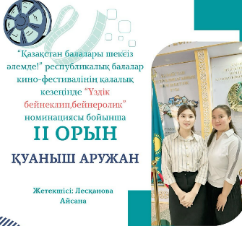 "Қазақстан балалары шексіз
әлемде!" республикалық балалар
кино-фестивалінің қалалық
кезеңінде "Үздік
бейнеклип,бейнеролик"
номинациясы бойынша
II ОРЫН
ҚУАНЫШ АРУЖАН
Жетекшісі: Лесқанова
Айсана